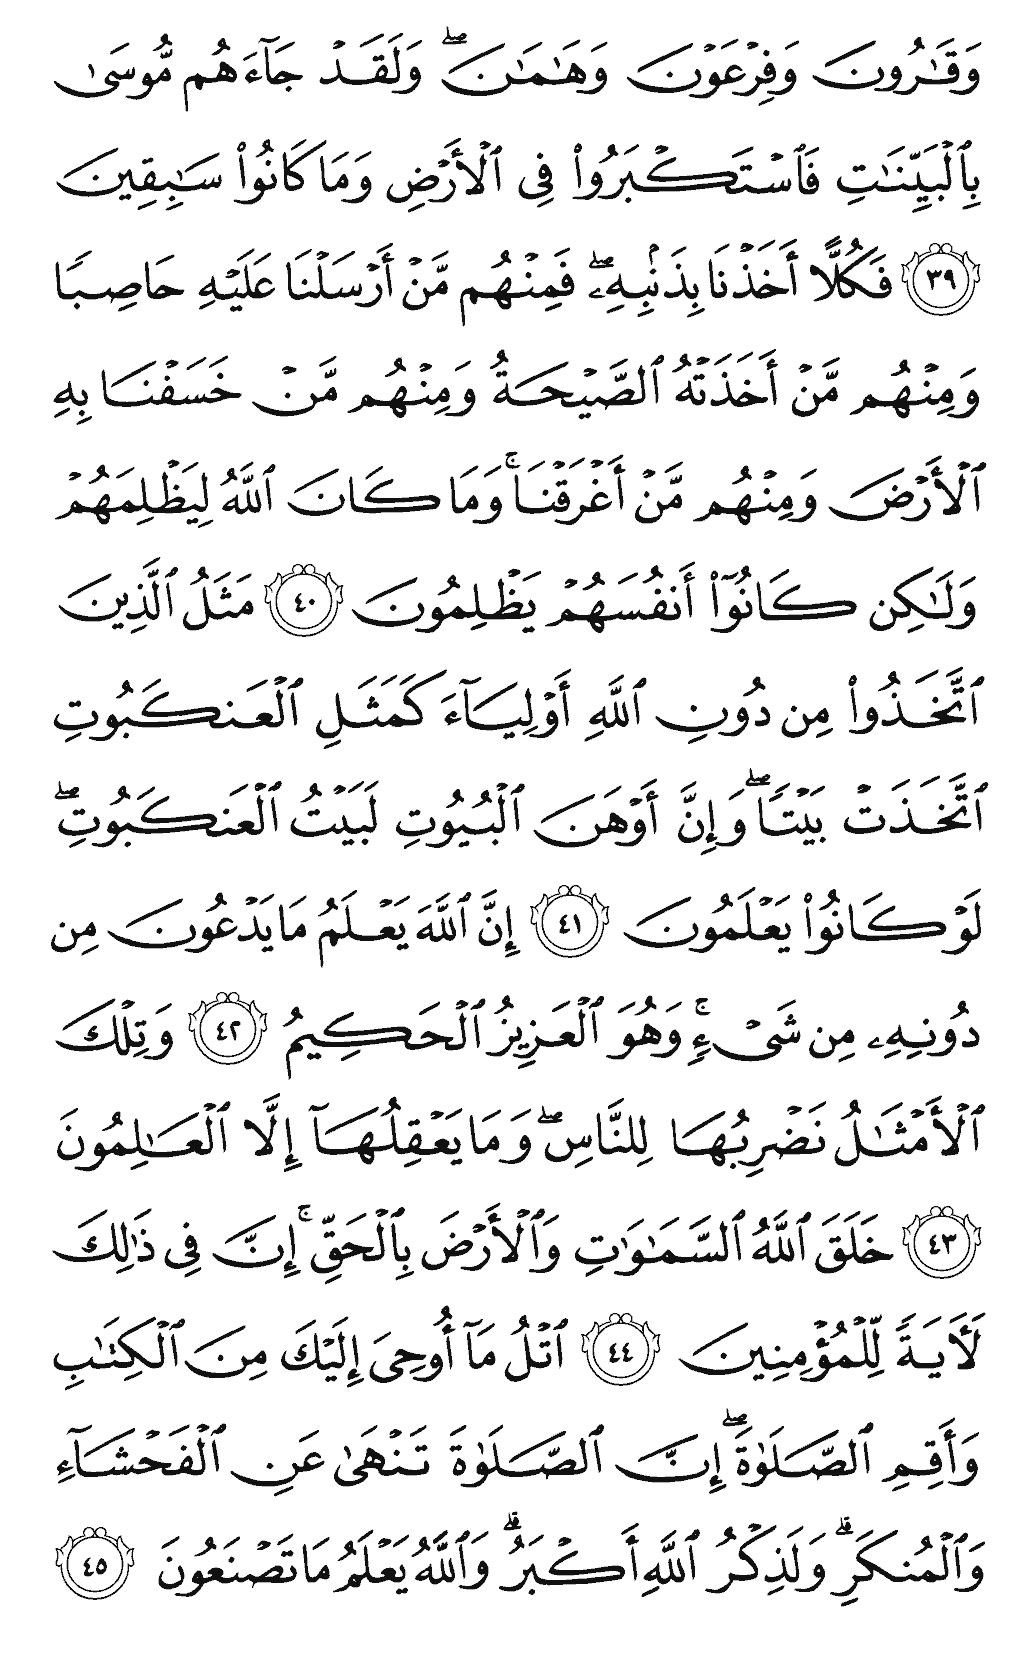 وَقَٰرُونَ وَفِرْعَوْنَ وَهَٰمَٰنَ ۖ وَلَقَدْ جَآءَهُم مُّوسَىٰ
بِٱلْبَيِّنَٰتِ فَٱسْتَكْبَرُوا۟ فِى ٱلْأَرْضِ وَمَا كَانُوا۟ سَٰبِقِينَ
٣٩ فَكُلًّا أَخَذْنَا بِذَنۢبِهِۦ ۖ فَمِنْهُم مَّنْ أَرْسَلْنَا عَلَيْهِ حَاصِبًا
وَمِنْهُم مَّنْ أَخَذَتْهُ ٱلصَّيْحَةُ وَمِنْهُم مَّنْ خَسَفْنَا بِهِ
ٱلْأَرْضَ وَمِنْهُم مَّنْ أَغْرَقْنَا ۚ وَمَا كَانَ ٱللَّهُ لِيَظْلِمَهُمْ
وَلَٰكِن كَانُوٓا۟ أَنفُسَهُمْ يَظْلِمُونَ ٤٠ مَثَلُ ٱلَّذِينَ
ٱتَّخَذُوا۟ مِن دُونِ ٱللَّهِ أَوْلِيَآءَ كَمَثَلِ ٱلْعَنكَبُوتِ
ٱتَّخَذَتْ بَيْتًا ۖ وَإِنَّ أَوْهَنَ ٱلْبُيُوتِ لَبَيْتُ ٱلْعَنكَبُوتِ ۖ
لَوْ كَانُوا۟ يَعْلَمُونَ ٤١ إِنَّ ٱللَّهَ يَعْلَمُ مَا يَدْعُونَ مِن
دُونِهِۦ مِن شَىْءٍ ۚ وَهُوَ ٱلْعَزِيزُ ٱلْحَكِيمُ ٤٢ وَتِلْكَ
ٱلْأَمْثَٰلُ نَضْرِبُهَا لِلنَّاسِ ۖ وَمَا يَعْقِلُهَآ إِلَّا ٱلْعَٰلِمُونَ
٤٣ خَلَقَ ٱللَّهُ ٱلسَّمَٰوَٰتِ وَٱلْأَرْضَ بِٱلْحَقِّ ۚ إِنَّ فِى ذَٰلِكَ
لَءَايَةً لِّلْمُؤْمِنِينَ ٤٤ ٱتْلُ مَآ أُوحِىَ إِلَيْكَ مِنَ ٱلْكِتَٰبِ
وَأَقِمِ ٱلصَّلَوٰةَ ۖ إِنَّ ٱلصَّلَوٰةَ تَنْهَىٰ عَنِ ٱلْفَحْشَآءِ
وَٱلْمُنكَرِ ۗ وَلَذِكْرُ ٱللَّهِ أَكْبَرُ ۗ وَٱللَّهُ يَعْلَمُ مَا تَصْنَعُونَ ٤٥